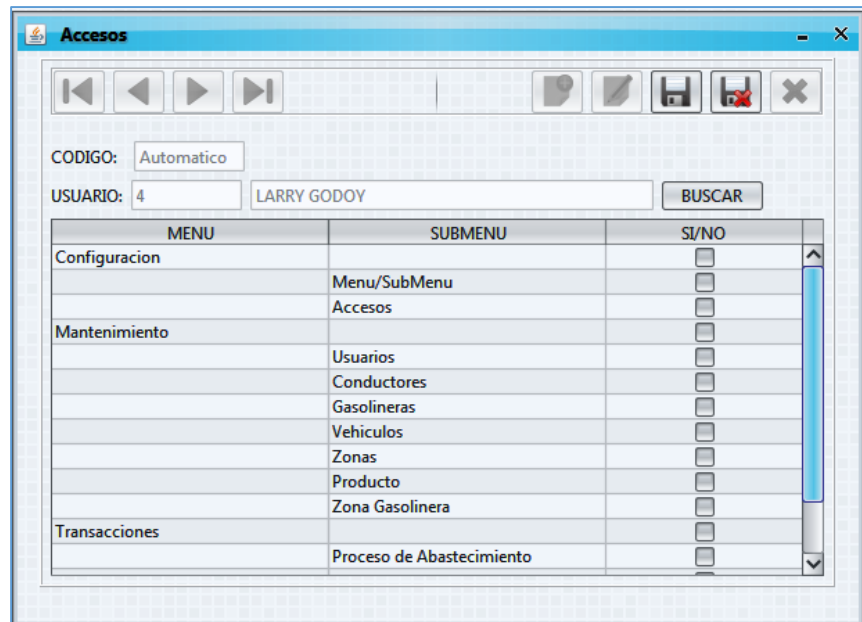 Accesos
CODIGO: Automatico
USUARIO: 4 LARRY GODOY BUSCAR
MENU SUBMENU SI/NO
Configuracion
Menu/SubMenu
Accesos
Mantenimiento
Usuarios
Conductores
Gasolineras
Vehiculos
Zonas
Producto
Zona Gasolinera
Transacciones
Proceso de Abastecimiento